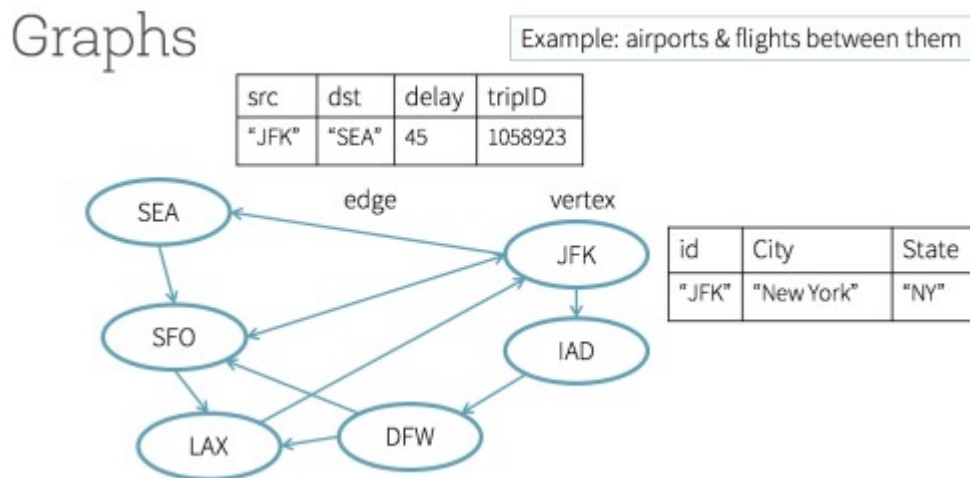 Graphs
Example: airports & flights between them
src dst delay tripID
“JFK” “SEA” 45 1058923
edge vertex
SEA
JFK
id City State
“JFK” “New York” “NY”
SFO
IAD
LAX
DFW